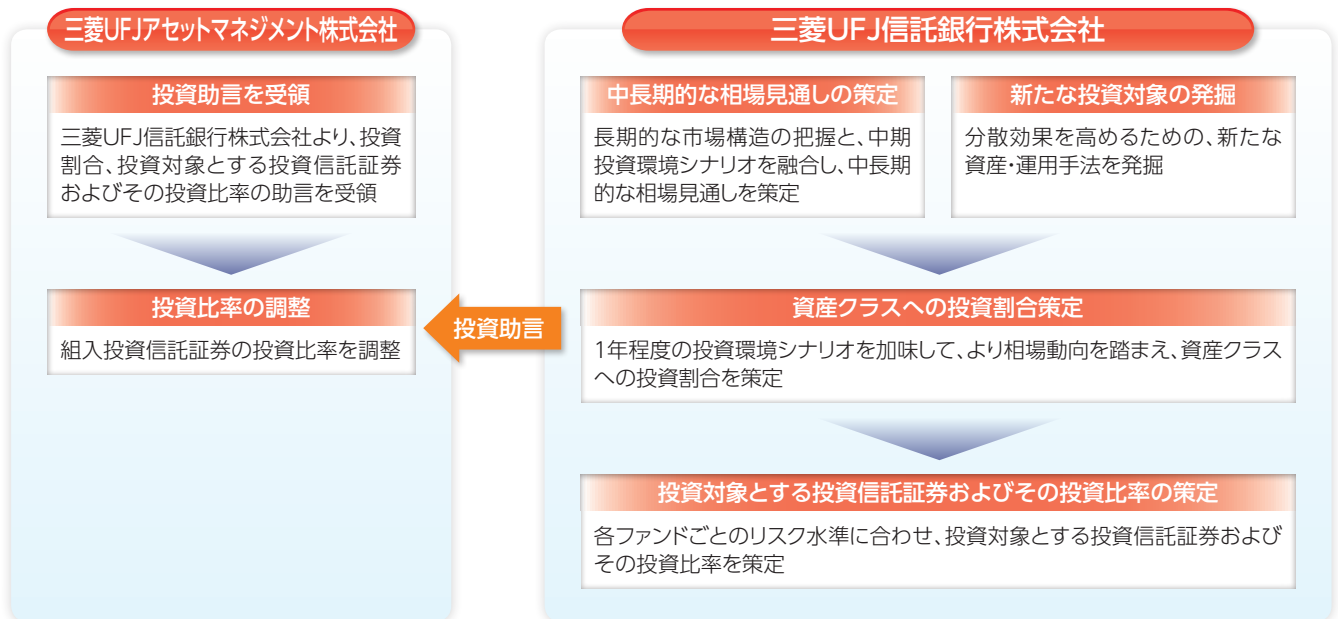 三菱UFJアセットマネジメント株式会社
投資助言を受領
三菱UFJ信託銀行株式会社より、投資
割合、投資対象とする投資信託証券
およびその投資比率の助言を受領
投資比率の調整
組入投資信託証券の投資比率を調整
投資助言
三菱UFJ信託銀行株式会社
中長期的な相場見通しの策定
長期的な市場構造の把握と、中期
投資環境シナリオを融合し、中長期
的な相場見通しを策定
新たな投資対象の発掘
分散効果を高めるための、新たな
資産・運用手法を発掘
資産クラスへの投資割合策定
1年程度の投資環境シナリオを加味して、より相場動向を踏まえ、資産クラス
への投資割合を策定
投資対象とする投資信託証券およびその投資比率の策定
各ファンドごとのリスク水準に合わせ、投資対象とする投資信託証券および
その投資比率を策定